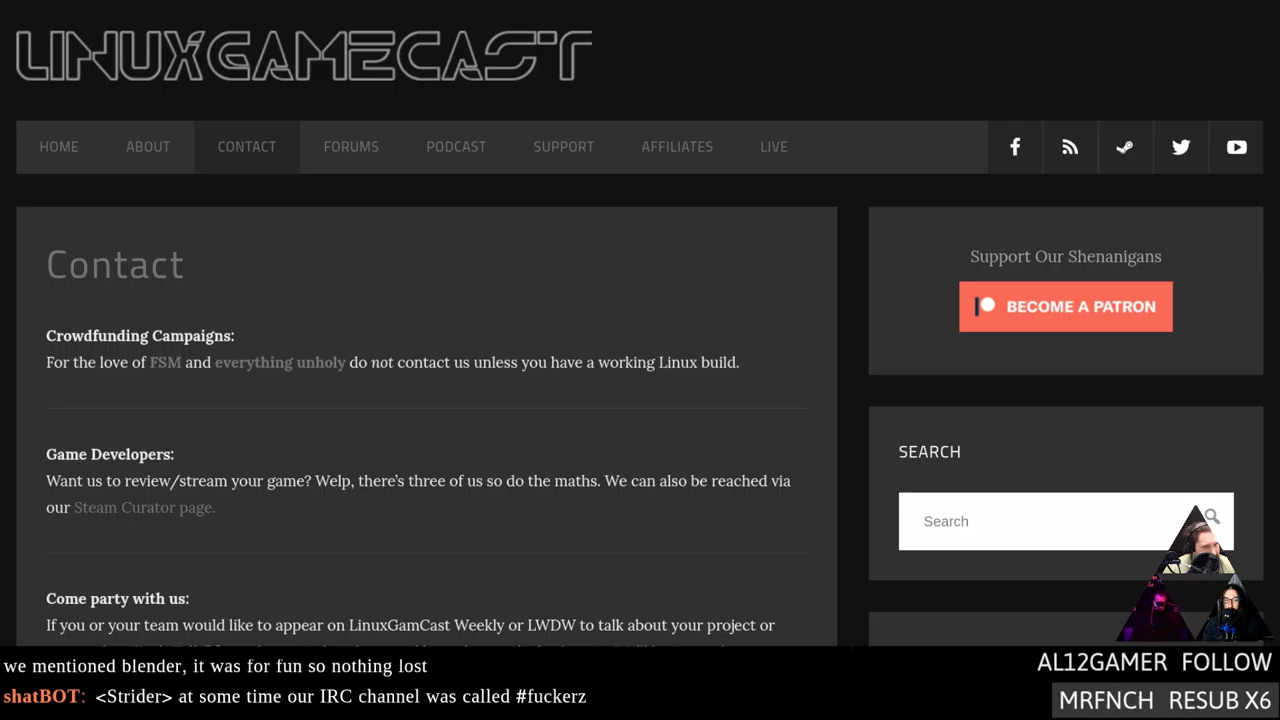 LINUXGAMECAST
HOME ABOUT CONTACT FORUMS PODCAST SUPPORT AFFILIATES LIVE
Contact
Crowdfunding Campaigns:
For the love of FSM and everything unholy do not contact us unless you have a working Linux build.
Game Developers:
Want us to review/stream your game? Welp, there’s three of us so do the maths. We can also be reached via
our Steam Curator page.
Come party with us:
If you or your team would like to appear on LinuxGamCast Weekly or LWDW to talk about your project or
Support Our Shenanigans
BECOME A PATRON
SEARCH
Search
we mentioned blender, it was for fun so nothing lost
shatBOT: <Strider> at some time our IRC channel was called #fuckerz
AL12GAMER FOLLOW
MRFNCH RESUB X6